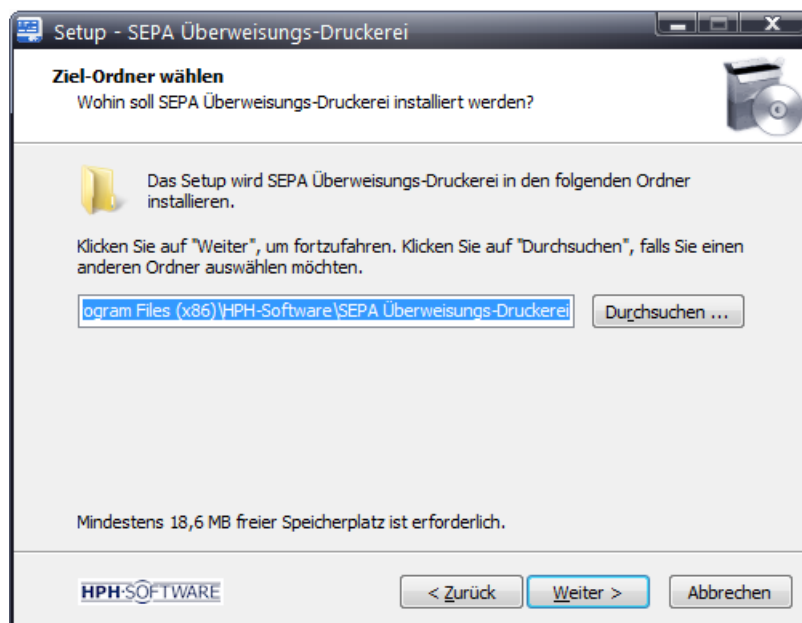 Setup - SEPA Überweisungs-Druckerei
Ziel-Ordner wählen
Wohin soll SEPA Überweisungs-Druckerei installiert werden?
Das Setup wird SEPA Überweisungs-Druckerei in den folgenden Ordner
installieren.
Klicken Sie auf "Weiter", um fortzufahren. Klicken Sie auf "Durchsuchen", falls Sie einen
anderen Ordner auswählen möchten.
ogram Files (x86)\HPH-Software\SEPA Überweisungs-Druckerei
Durchsuchen ...
Mindestens 18,6 MB freier Speicherplatz ist erforderlich.
HPH·SOFTWARE
< Zurück
Weiter >
Abbrechen